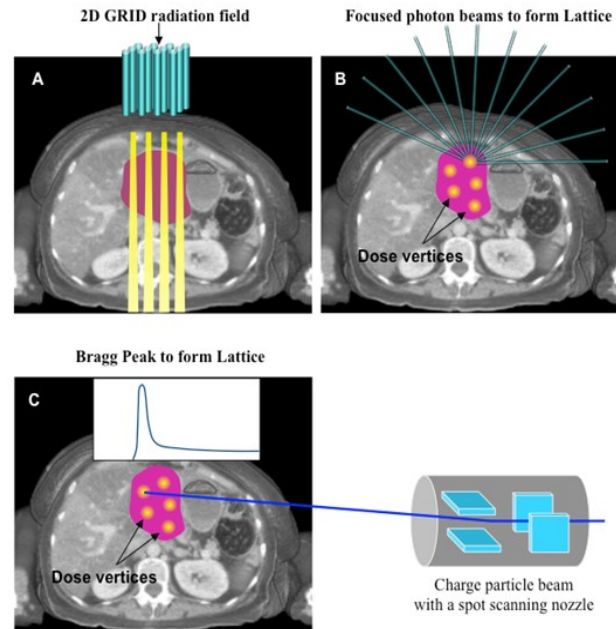 2D GRID radiation field
A
Focused photon beams to form Lattice
B
Dose vertices
Bragg Peak to form Lattice
C
Dose vertices
Charge particle beam
with a spot scanning nozzle